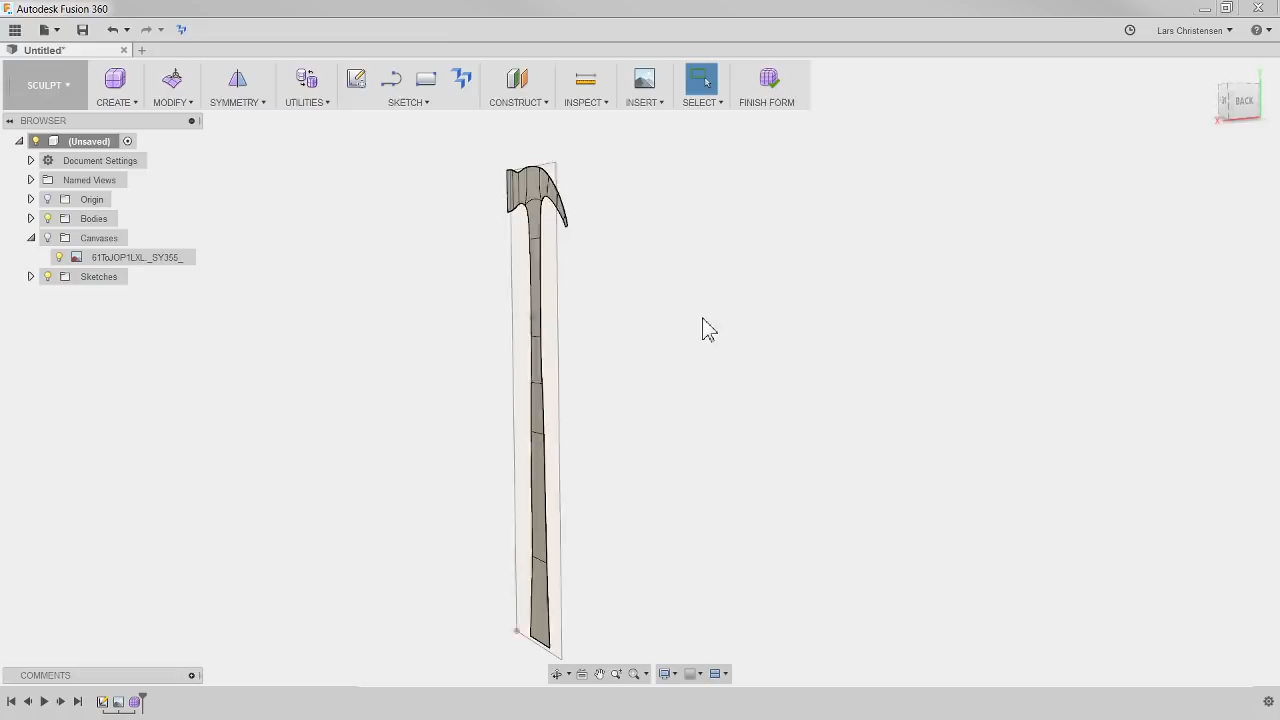 Autodesk Fusion 360
Untitled*
Lars Christensen
SCULPT
CREATE
MODIFY
SYMMETRY
UTILITIES
SKETCH
CONSTRUCT
INSPECT
INSERT
SELECT
FINISH FORM
BROWSER
(Unsaved)
Document Settings
Named Views
Origin
Bodies
Canvases
61ToJOP1LXL._SY355_
Sketches
BACK
X
COMMENTS